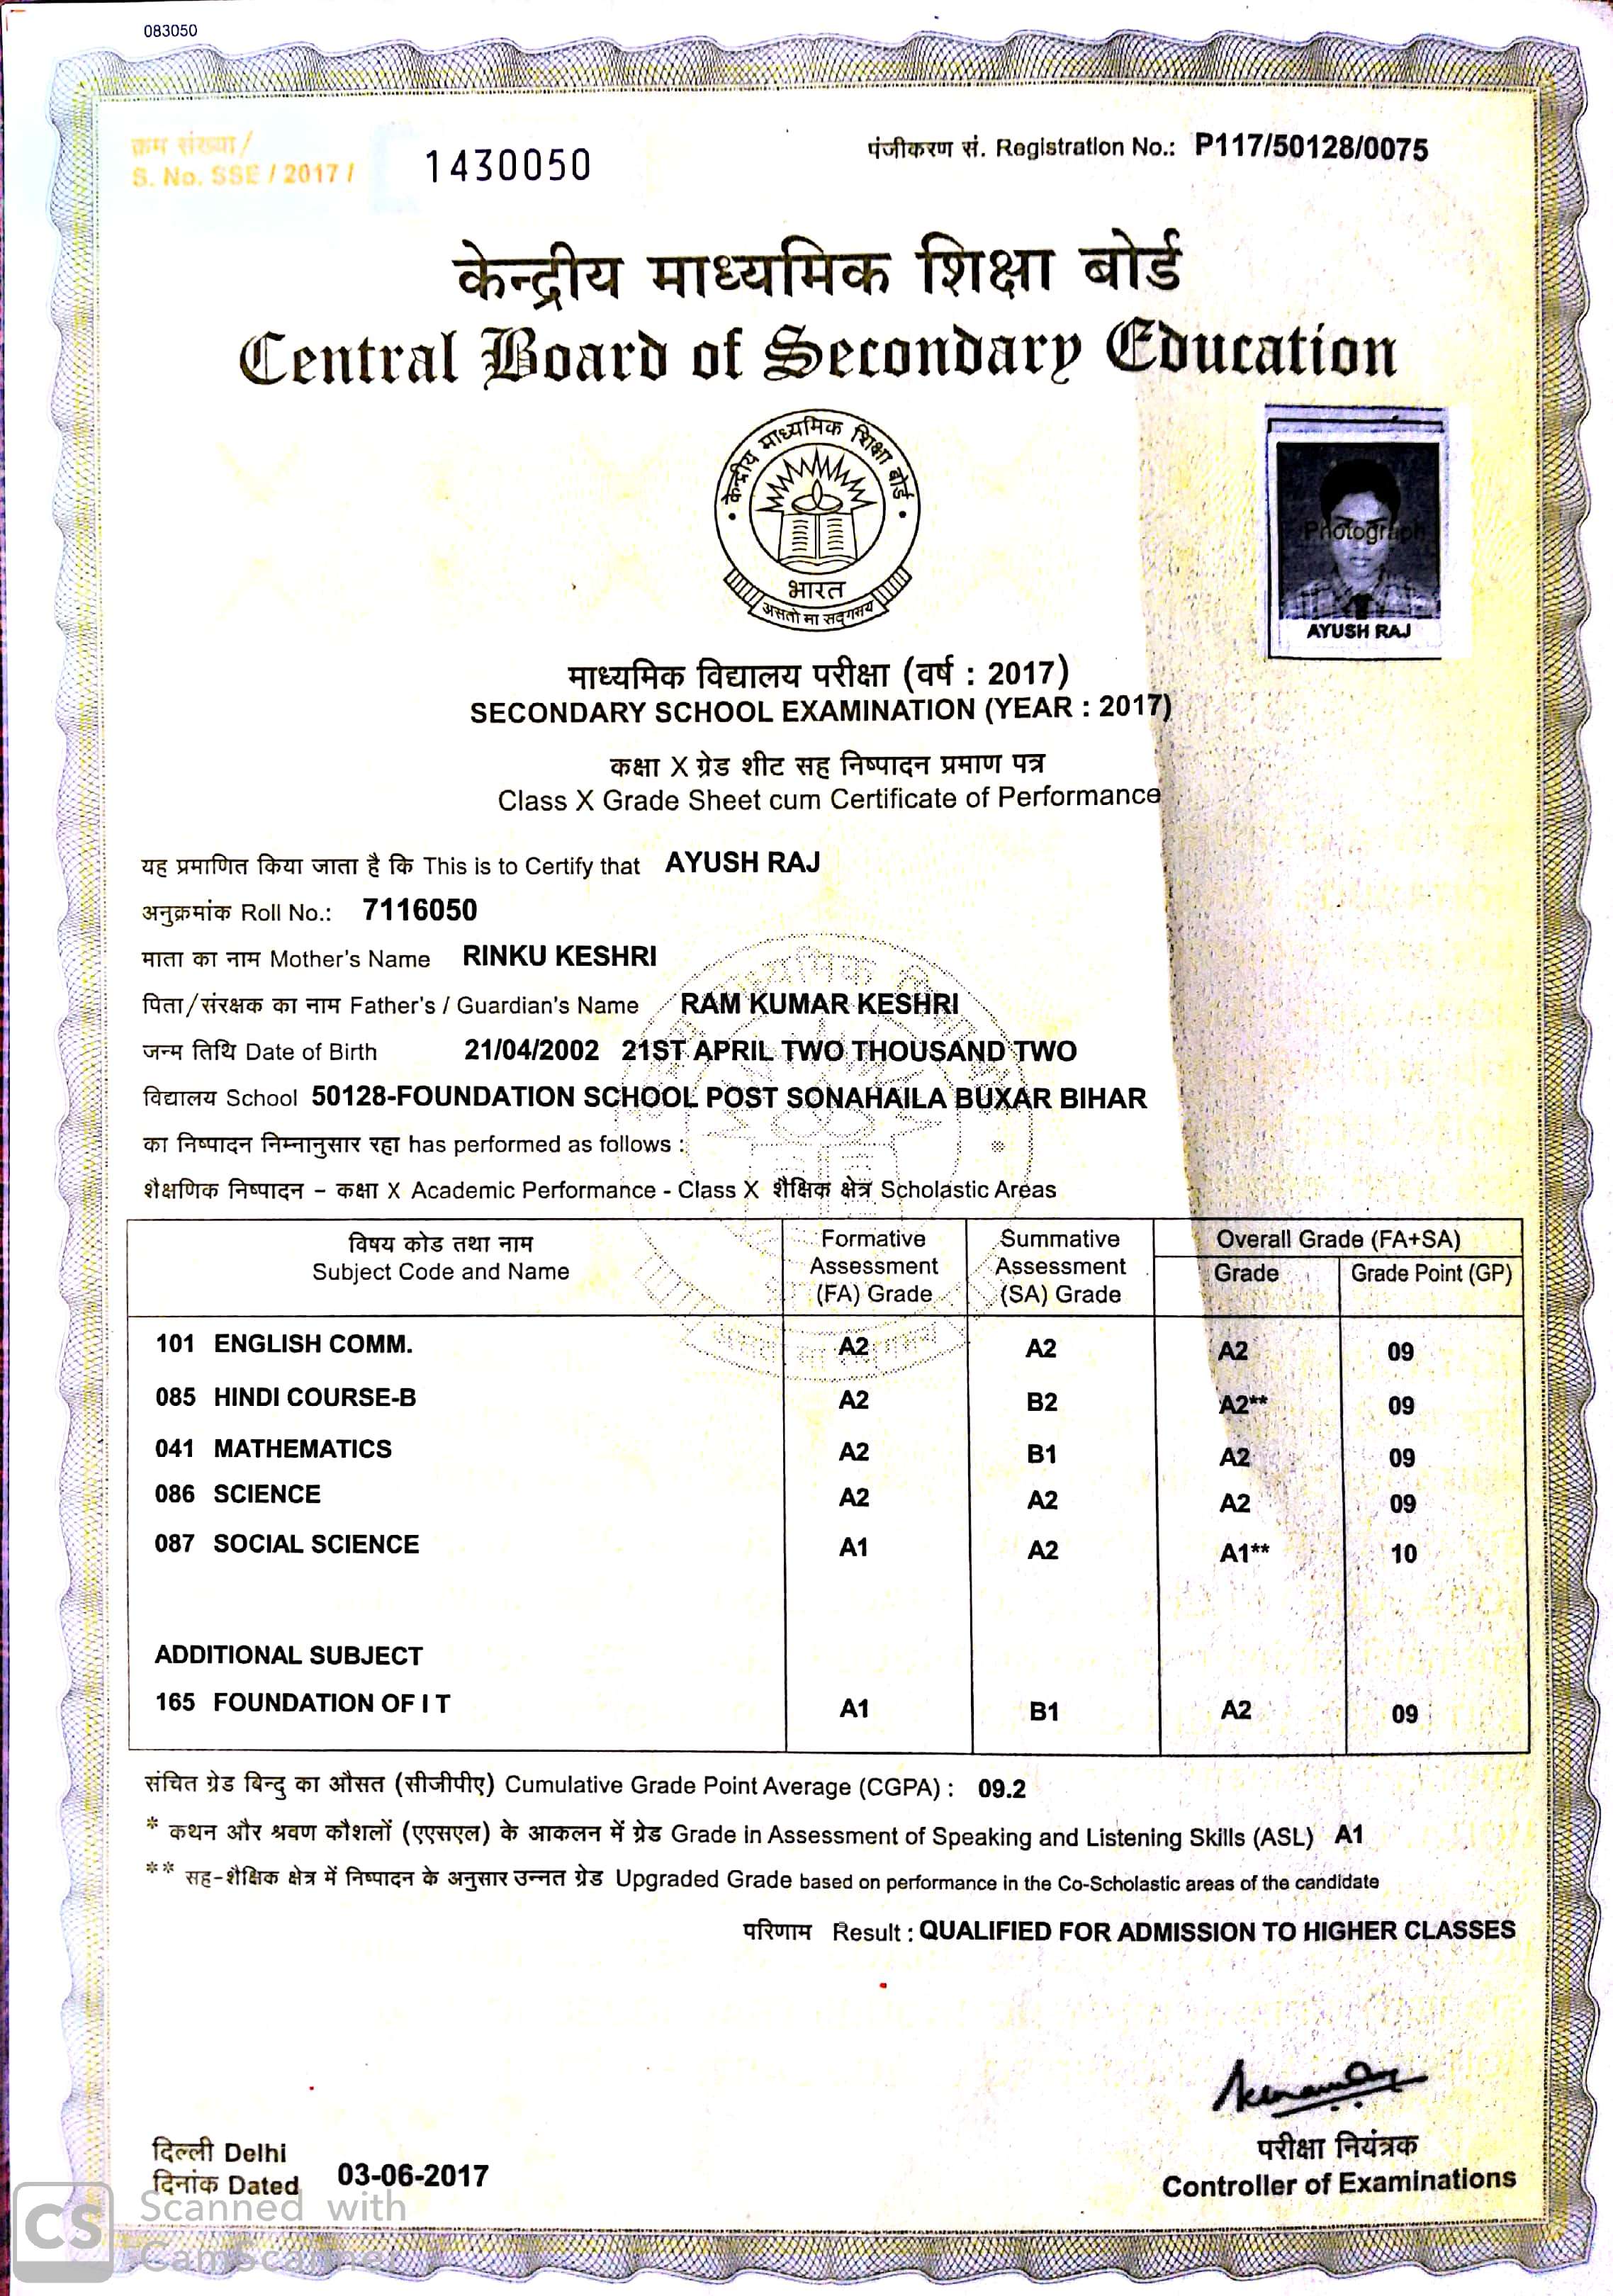 083050
क्रम संख्या/
S. No. SSE / 2017 / 1430050
पंजीकरण सं. Registration No.: P117/50128/0075
केन्द्रीय माध्यमिक शिक्षा बोर्ड
Central Board of Secondary Education
केन्द्रीय माध्यमिक शिक्षा बोर्ड
भारत
असतो मा सद्गमय
Photograph
AYUSH RAJ
माध्यमिक विद्यालय परीक्षा (वर्ष : 2017)
SECONDARY SCHOOL EXAMINATION (YEAR : 2017)
कक्षा X ग्रेड शीट सह निष्पादन प्रमाण पत्र
Class X Grade Sheet cum Certificate of Performance
यह प्रमाणित किया जाता है कि This is to Certify that AYUSH RAJ
अनुक्रमांक Roll No.: 7116050
माता का नाम Mother's Name RINKU KESHRI
पिता/संरक्षक का नाम Father's / Guardian's Name RAM KUMAR KESHRI
जन्म तिथि Date of Birth 21/04/2002 21ST APRIL TWO THOUSAND TWO
विद्यालय School 50128-FOUNDATION SCHOOL POST SONAHAILA BUXAR BIHAR
का निष्पादन निम्नानुसार रहा has performed as follows :
शैक्षणिक निष्पादन – कक्षा X Academic Performance - Class X शैक्षिक क्षेत्र Scholastic Areas
विषय कोड तथा नाम
Subject Code and Name
Formative
Assessment
(FA) Grade
Summative
Assessment
(SA) Grade
Overall Grade (FA+SA)
Grade
Grade Point (GP)
101 ENGLISH COMM. A2 A2 A2 09
085 HINDI COURSE-B A2 B2 A2** 09
041 MATHEMATICS A2 B1 A2 09
086 SCIENCE A2 A2 A2 09
087 SOCIAL SCIENCE A1 A2 A1** 10
ADDITIONAL SUBJECT
165 FOUNDATION OF I T A1 B1 A2 09
संचित ग्रेड बिन्दु का औसत (सीजीपीए) Cumulative Grade Point Average (CGPA) : 09.2
* कथन और श्रवण कौशलों (एएसएल) के आकलन में ग्रेड Grade in Assessment of Speaking and Listening Skills (ASL) A1
** सह-शैक्षिक क्षेत्र में निष्पादन के अनुसार उन्नत ग्रेड Upgraded Grade based on performance in the Co-Scholastic areas of the candidate
परिणाम Result : QUALIFIED FOR ADMISSION TO HIGHER CLASSES
दिल्ली Delhi
दिनांक Dated 03-06-2017
परीक्षा नियंत्रक
Controller of Examinations
CS
Scanned with
CamScanner